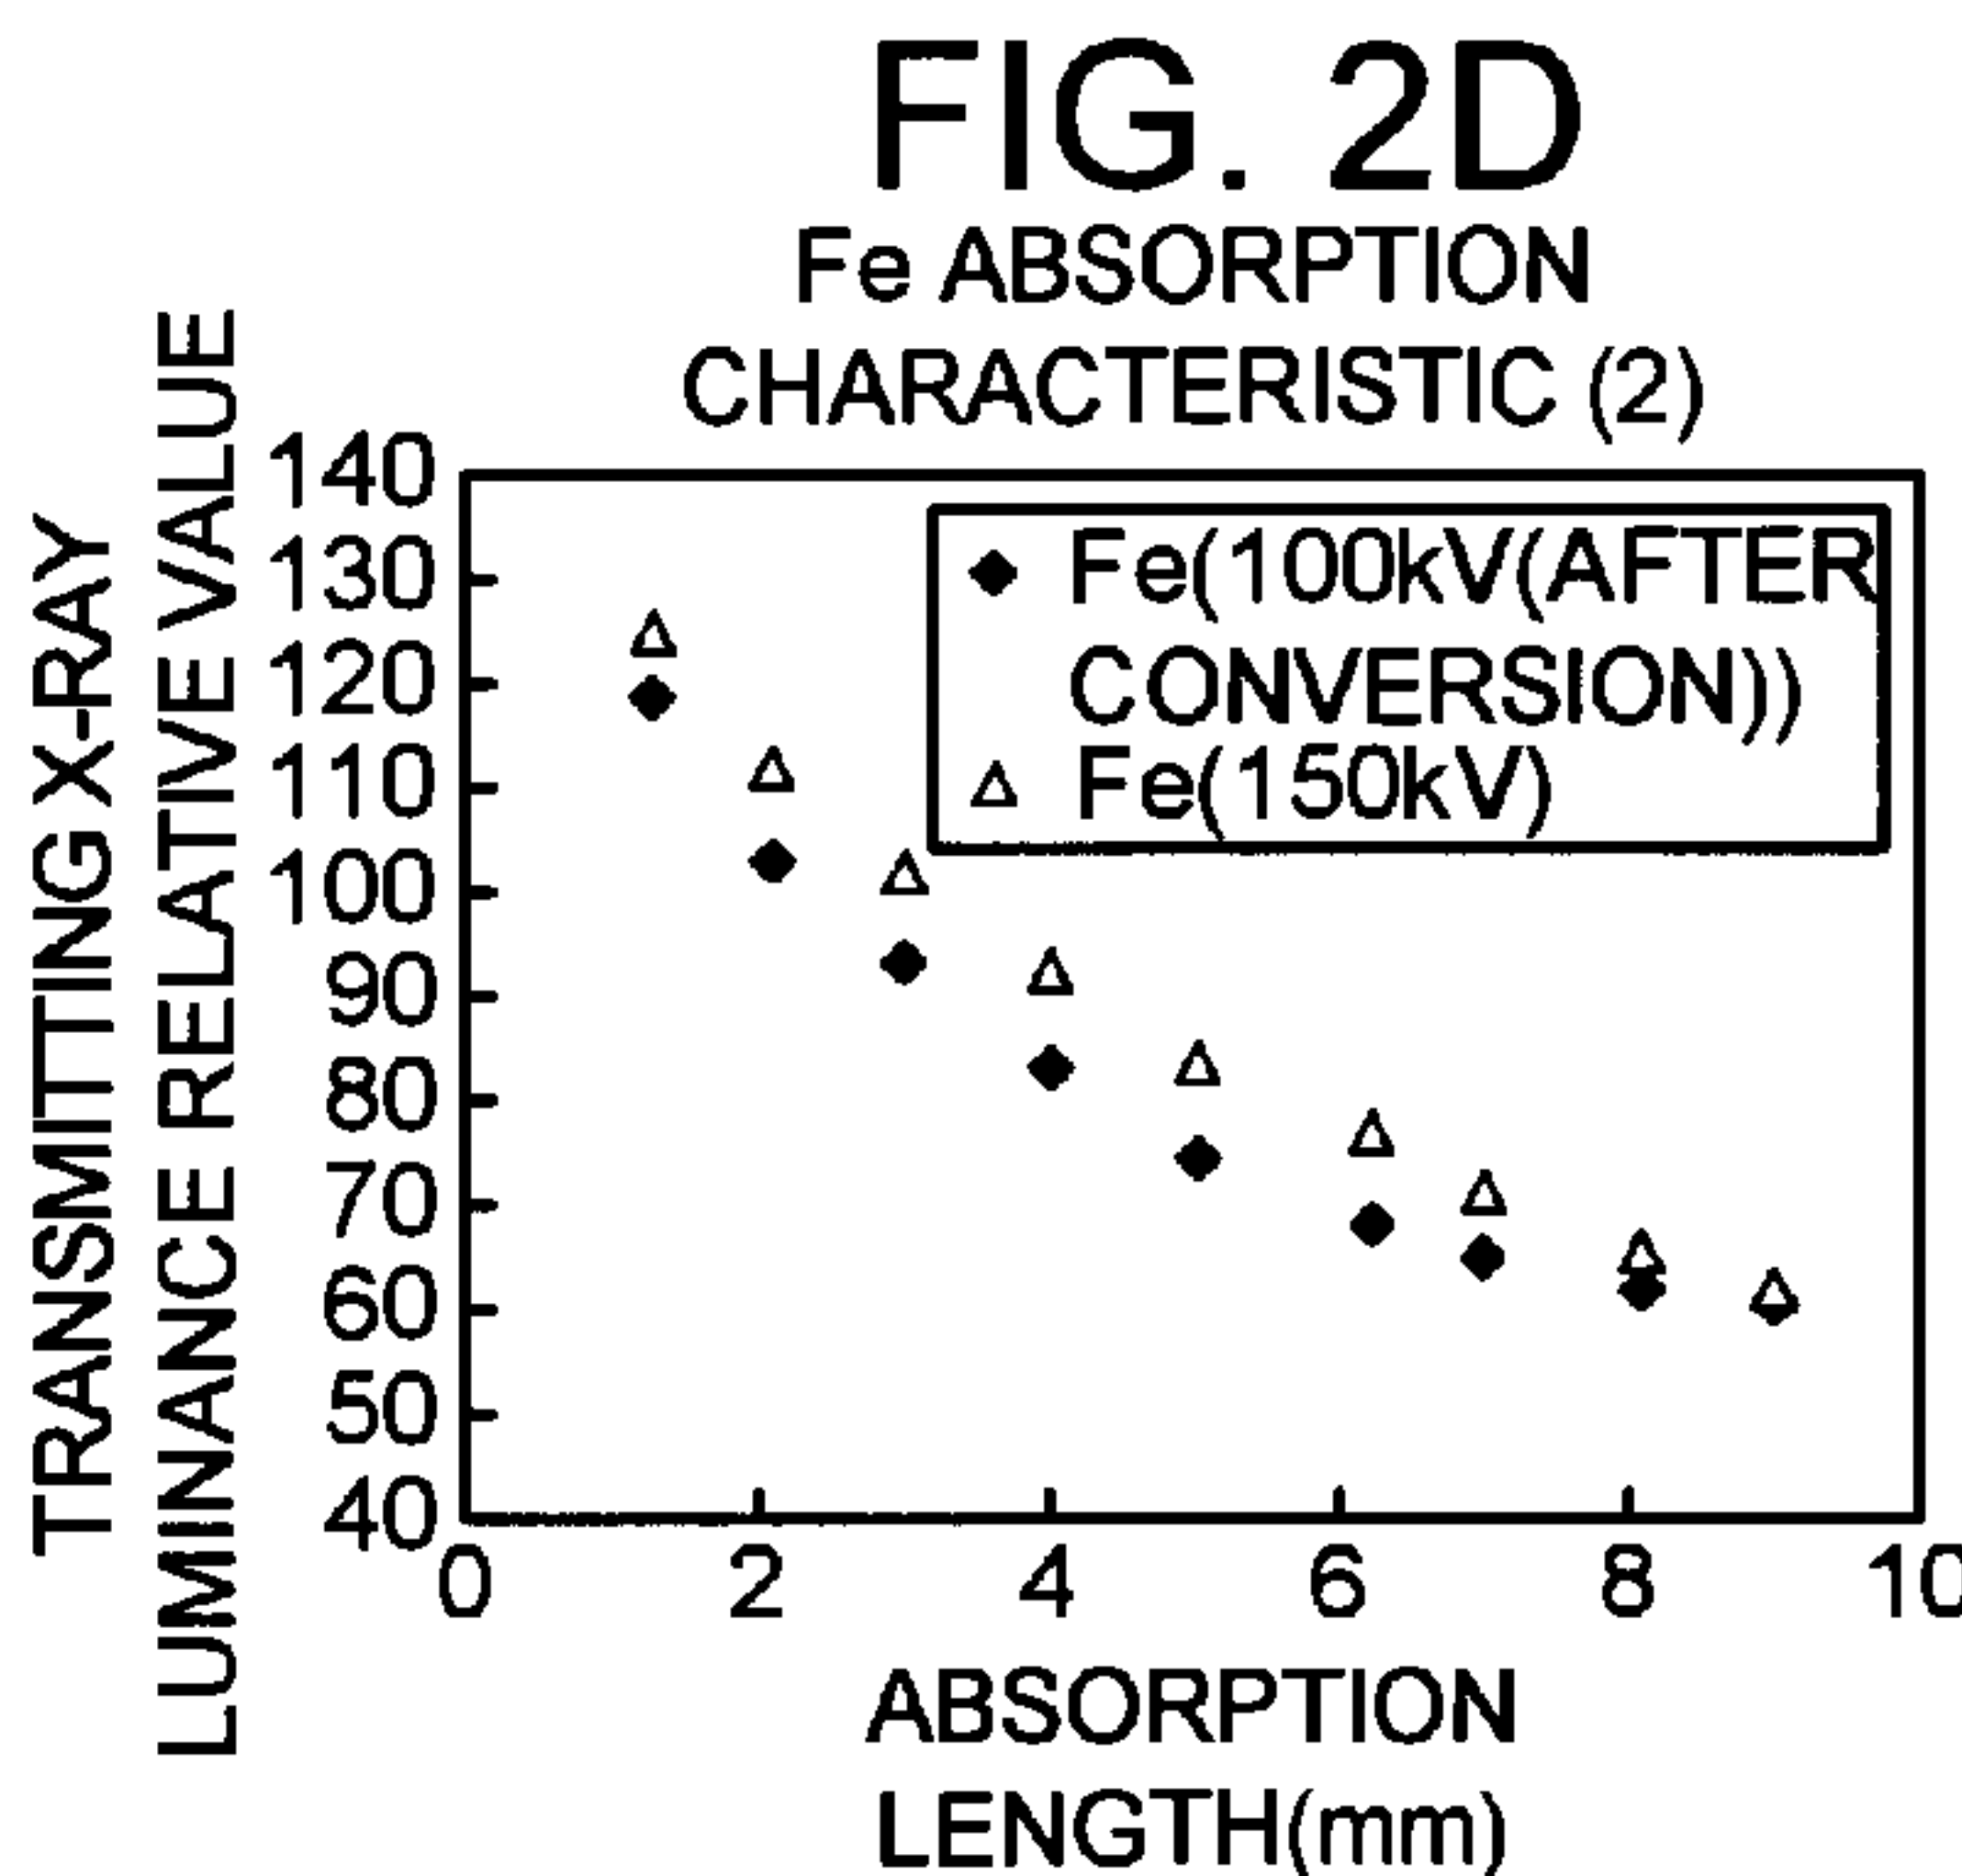 FIG. 2D
Fe ABSORPTION
CHARACTERISTIC (2)
TRANSMITTING X-RAY
LUMINANCE RELATIVE VALUE
140
130
120
110
100
90
80
70
60
50
40
Fe(100kV(AFTER
CONVERSION))
Fe(150kV)
0 2 4 6 8 10
ABSORPTION
LENGTH(mm)